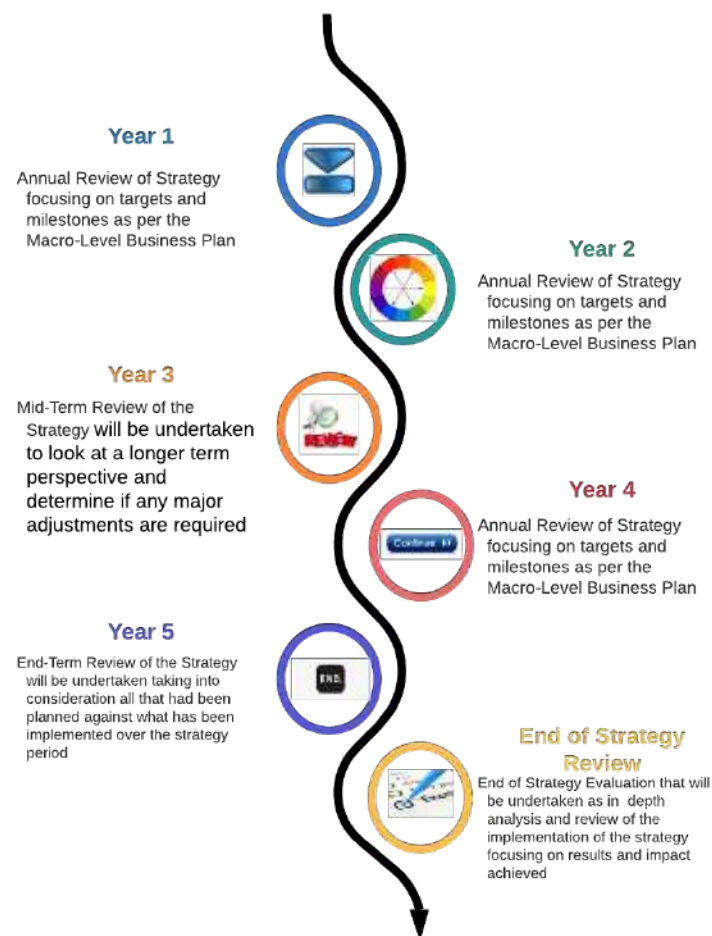 Year 1
Annual Review of Strategy
focusing on targets and
milestones as per the
Macro-Level Business Plan
Year 2
Annual Review of Strategy
focusing on targets and
milestones as per the
Macro-Level Business Plan
Year 3
Mid-Term Review of the
Strategy will be undertaken
to look at a longer term
perspective and
determine if any major
adjustments are required
REVIEW
Year 4
Annual Review of Strategy
focusing on targets and
milestones as per the
Macro-Level Business Plan
Continue
Year 5
End-Term Review of the Strategy
will be undertaken taking into
consideration all that had been
planned against what has been
implemented over the strategy
period
END
End of Strategy
Review
End of Strategy Evaluation that will
be undertaken as in depth
analysis and review of the
implementation of the strategy
focusing on results and impact
achieved